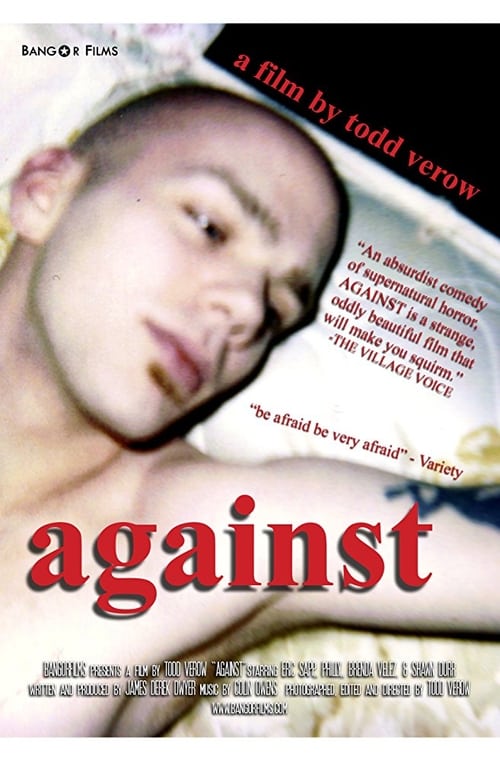 BANGOR FILMS
a film by todd verow
"An absurdist comedy
of supernatural horror,
AGAINST is a strange,
oddly beautiful film that
will make you squirm."
-THE VILLAGE VOICE
"be afraid be very afraid" - Variety
against
BANGORFILMS PRESENTS A FILM BY TODD VEROW "AGAINST" STARRING ERIC SAPP, PHILLY, BRENDA VELEZ, & SHAWN DURR
WRITTEN AND PRODUCED BY JAMES DEREK DWYER MUSIC BY COLIN OWENS PHOTOGRAPHED, EDITED AND DIRECTED BY TODD VEROW
WWW.BANGORFILMS.COM